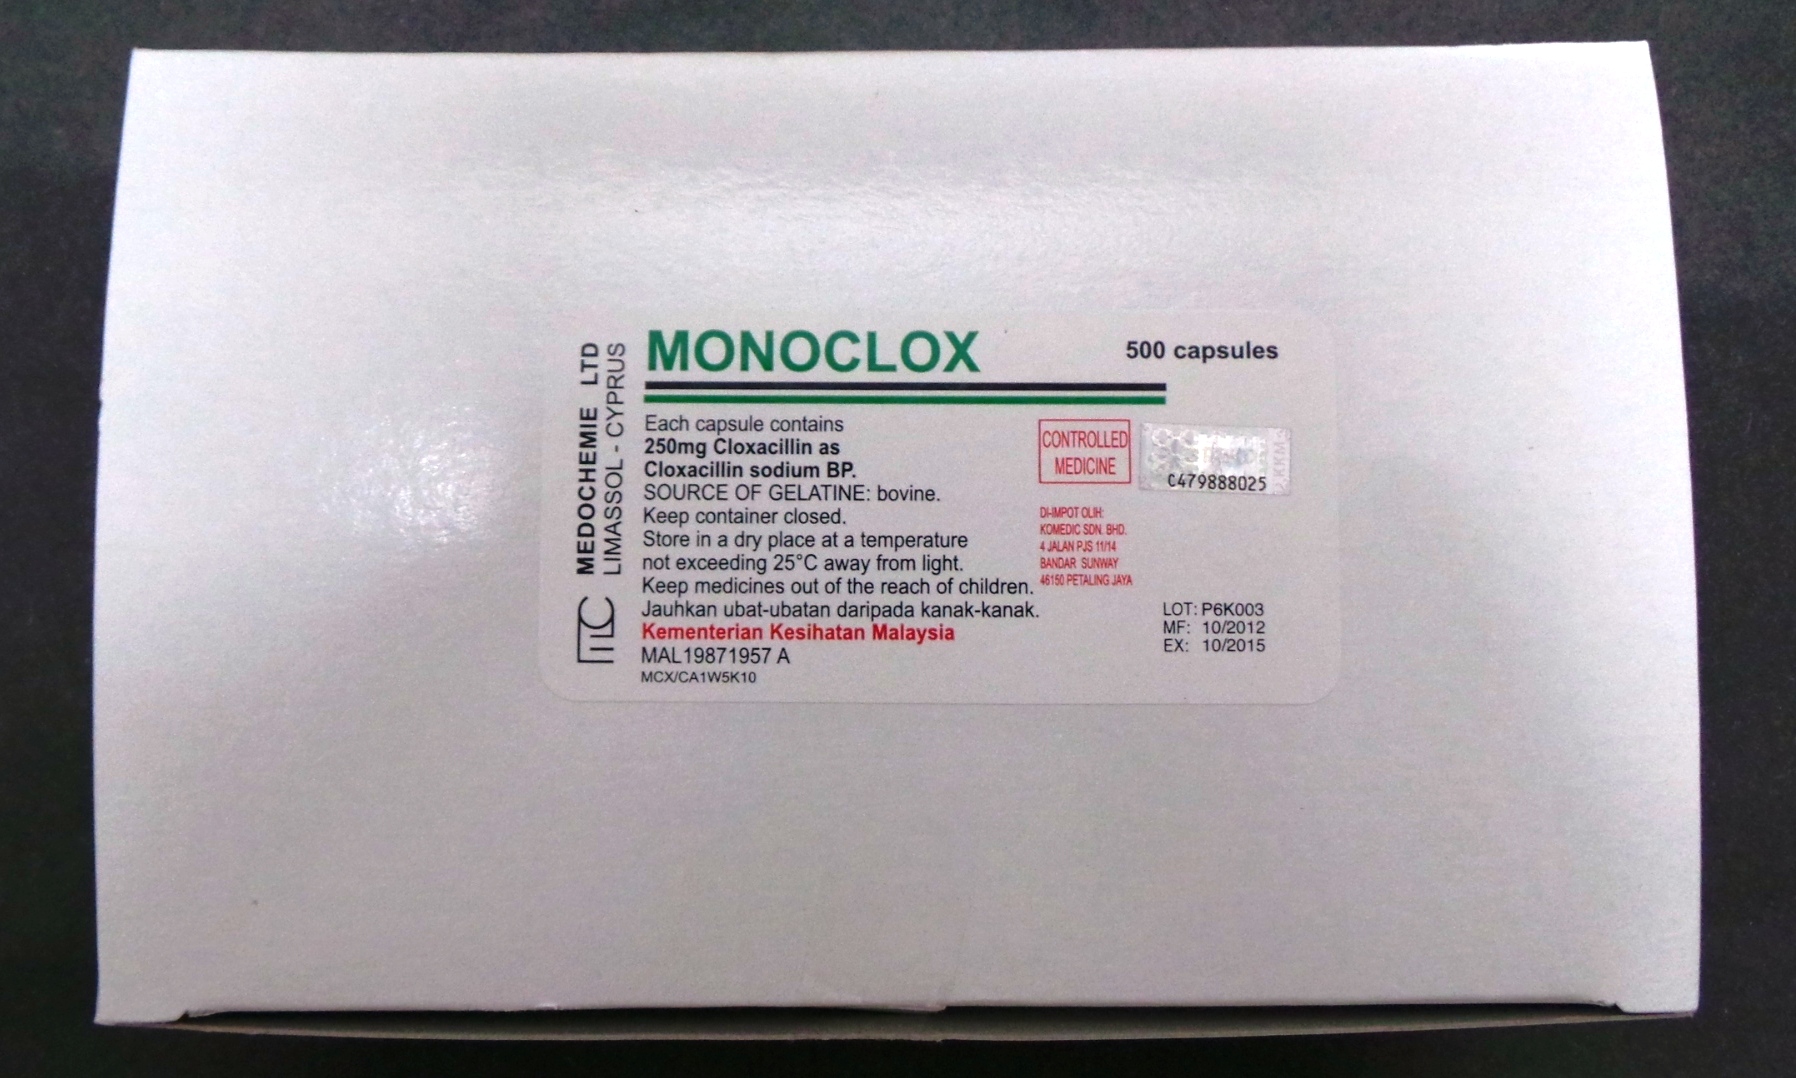 MEDOCHEMIE LTD
LIMASSOL - CYPRUS
MONOCLOX
500 capsules
Each capsule contains
250mg Cloxacillin as
Cloxacillin sodium BP.
SOURCE OF GELATINE: bovine.
Keep container closed.
Store in a dry place at a temperature
not exceeding 25°C away from light.
Keep medicines out of the reach of children.
Jauhkan ubat-ubatan daripada kanak-kanak.
Kementerian Kesihatan Malaysia
MAL19871957 A
MCX/CA1W5K10
CONTROLLED
MEDICINE
C479888025
DI-IMPOT OLIH:
KOMEDIC SDN. BHD.
4 JALAN PJS 11/14
BANDAR SUNWAY
46150 PETALING JAYA
LOT: P6K003
MF: 10/2012
EX: 10/2015